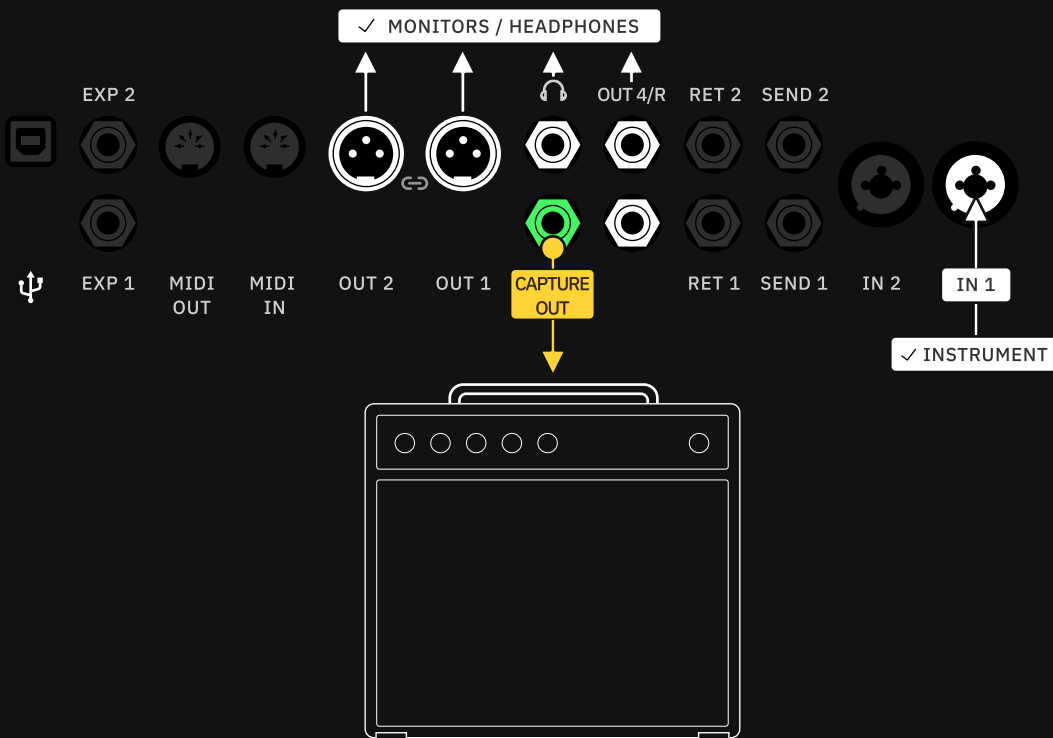 ✓ MONITORS / HEADPHONES
EXP 2
OUT 4/R
RET 2
SEND 2
EXP 1
MIDI OUT
MIDI IN
OUT 2
OUT 1
CAPTURE OUT
RET 1
SEND 1
IN 2
IN 1
✓ INSTRUMENT